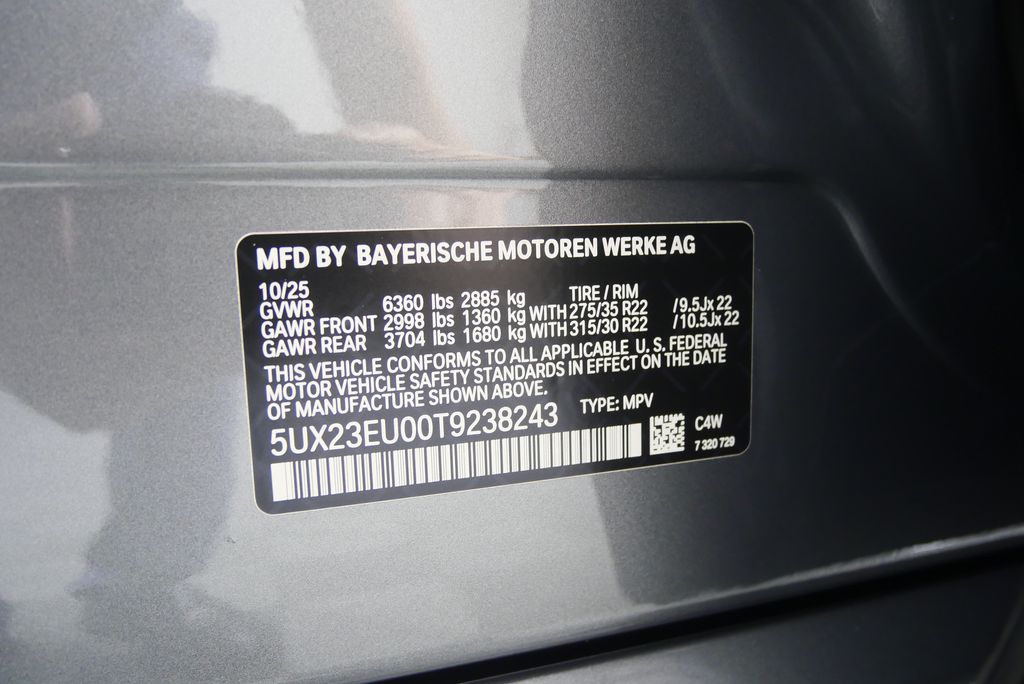 MFD BY BAYERISCHE MOTOREN WERKE AG
10/25 TIRE / RIM
GVWR 6360 lbs 2885 kg
GAWR FRONT 2998 lbs 1360 kg WITH 275/35 R22 /9.5Jx 22
GAWR REAR 3704 lbs 1680 kg WITH 315/30 R22 /10.5Jx 22
THIS VEHICLE CONFORMS TO ALL APPLICABLE U. S. FEDERAL
MOTOR VEHICLE SAFETY STANDARDS IN EFFECT ON THE DATE
OF MANUFACTURE SHOWN ABOVE.
TYPE: MPV
5UX23EU00T9238243
C4W
7 320 729